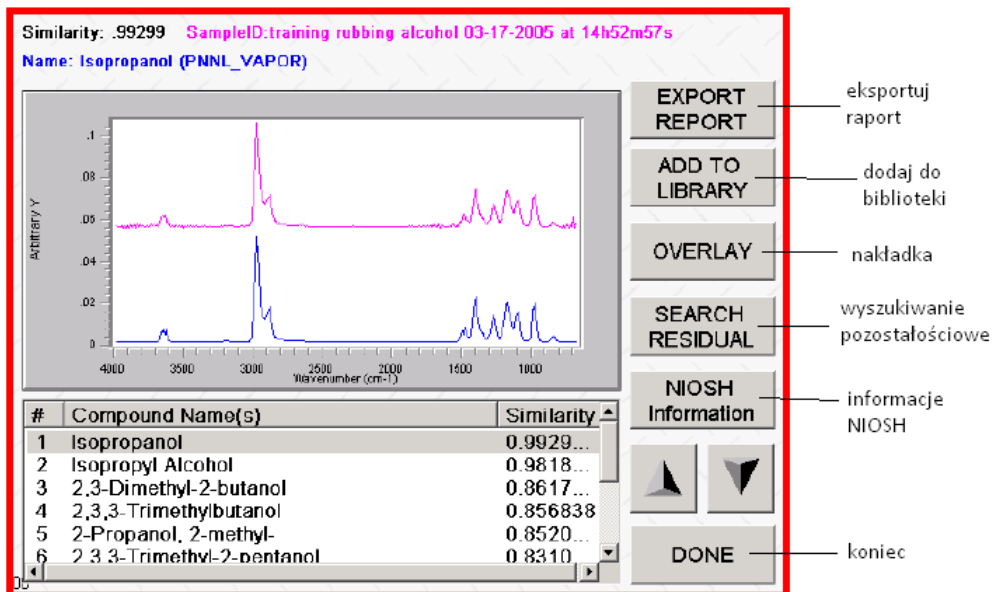 Similarity: .99299 SampleID:training rubbing alcohol 03-17-2005 at 14h52m57s
Name: Isopropanol (PNNL_VAPOR)
.1
.08
.06
.04
.02
0
Arbitrary Y
4000 3500 3000 2500 2000 1500 1000
Wavenumber (cm-1)
# Compound Name(s) Similarity
1 Isopropanol 0.9929...
2 Isopropyl Alcohol 0.9818...
3 2,3-Dimethyl-2-butanol 0.8617...
4 2,3,3-Trimethylbutanol 0.856838
5 2-Propanol, 2-methyl- 0.8520...
6 2,3,3-Trimethyl-2-pentanol 0.8310...
EXPORT
REPORT
eksportuj
raport
ADD TO
LIBRARY
dodaj do
biblioteki
OVERLAY
nakładka
SEARCH
RESIDUAL
wyszukiwanie
pozostałościowe
NIOSH
Information
informacje
NIOSH
DONE
koniec